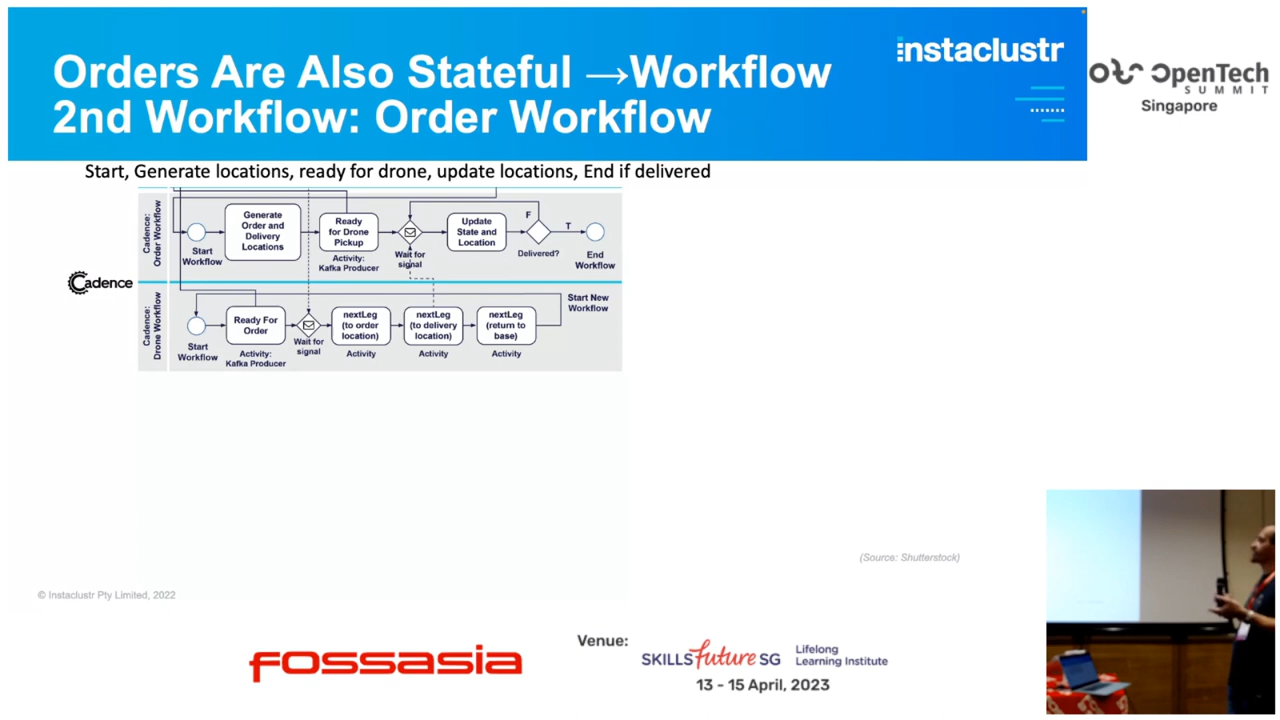 Orders Are Also Stateful →Workflow
2nd Workflow: Order Workflow
instaclustr
OpenTech
SUMMIT
Singapore
Start, Generate locations, ready for drone, update locations, End if delivered
Cadence:
Order Workflow
Start
Workflow
Generate
Order and
Delivery
Locations
Ready
for Drone
Pickup
Activity:
Kafka Producer
Wait for
signal
Update
State and
Location
F
T
Delivered?
End
Workflow
Cadence
Cadence:
Drone Workflow
Start
Workflow
Ready For
Order
Activity:
Kafka Producer
Wait for
signal
nextLeg
(to order
location)
Activity
nextLeg
(to delivery
location)
Activity
nextLeg
(return to
base)
Activity
Start New
Workflow
(Source: Shutterstock)
© Instaclustr Pty Limited, 2022
FOSSASIA
Venue:
SKILLSfuture SG
Lifelong
Learning Institute
13 - 15 April, 2023